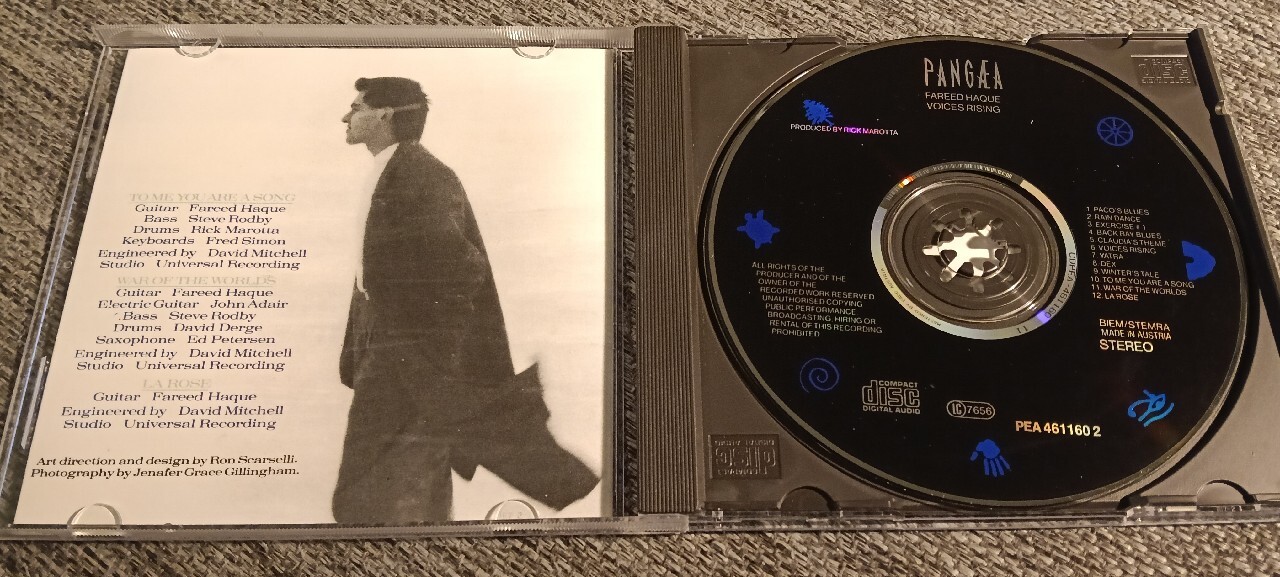 TO ME YOU ARE A SONG
Guitar Fareed Haque
Bass Steve Rodby
Drums Rick Marotta
Keyboards Fred Simon
Engineered by David Mitchell
Studio Universal Recording
WAR OF THE WORLDS
Guitar Fareed Haque
Electric Guitar John Adair
Bass Steve Rodby
Drums David Derge
Saxophone Ed Petersen
Engineered by David Mitchell
Studio Universal Recording
LA ROSE
Guitar Fareed Haque
Engineered by David Mitchell
Studio Universal Recording
Art direction and design by Ron Scarselli.
Photography by Jenafer Grace Gillingham.
PANGÆA
FAREED HAQUE
VOICES RISING
PRODUCED BY RICK MAROTTA
1 PACO'S BLUES
2 RAIN DANCE
3 EXERCISE # 1
4 BACK BAY BLUES
5 CLAUDIA'S THEME
6 VOICES RISING
7 YATRA
8 DEX
9 WINTER'S TALE
10 TO ME YOU ARE A SONG
11 WAR OF THE WORLDS
12 LA ROSE
ALL RIGHTS OF THE
PRODUCER AND OF THE
OWNER OF THE
RECORDED WORK RESERVED
UNAUTHORISED COPYING
PUBLIC PERFORMANCE
BROADCASTING, HIRING OR
RENTAL OF THIS RECORDING
PROHIBITED
BIEM/STEMRA
MADE IN AUSTRIA
STEREO
COMPACT
disc
DIGITAL AUDIO
LC 7656
PEA 461160 2